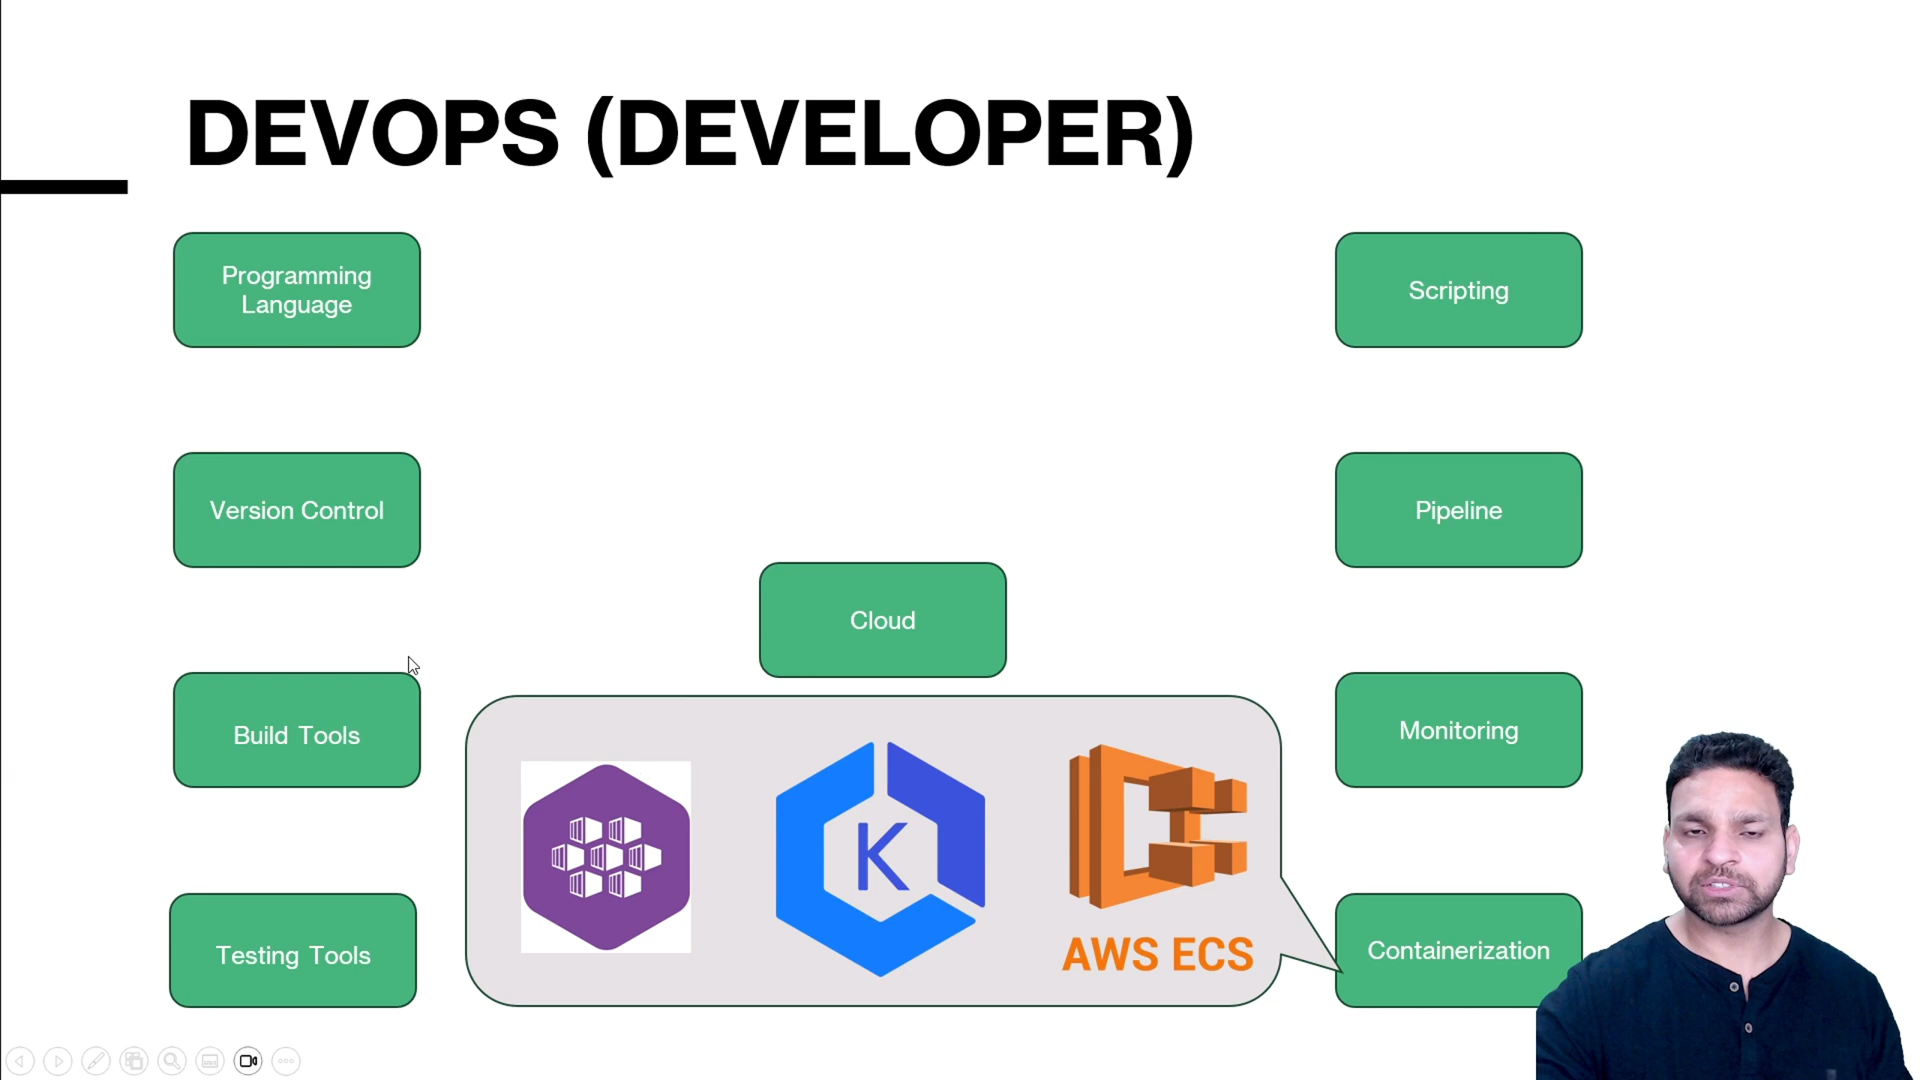 DEVOPS (DEVELOPER)
Programming
Language
Scripting
Version Control
Pipeline
Cloud
Build Tools
Monitoring
K
AWS ECS
Testing Tools
Containerization